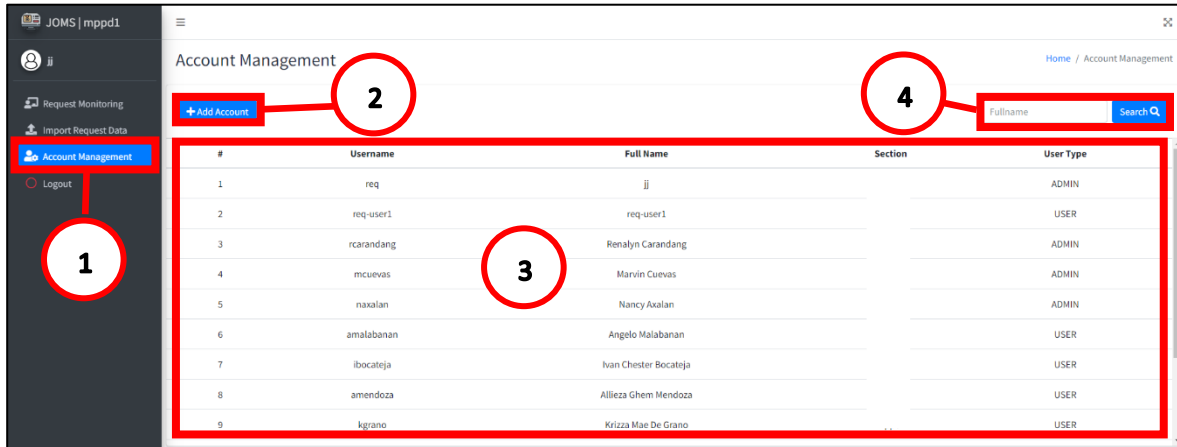 JOMS | mppd1
jj
Request Monitoring
Import Request Data
Account Management
Logout
1
Account Management
Home / Account Management
+ Add Account
2
4
Fullname
Search
# Username Full Name Section User Type
1 req jj ADMIN
2 req-user1 req-user1 USER
3 rcarandang Renalyn Carandang ADMIN
4 mcuevas Marvin Cuevas ADMIN
5 naxalan Nancy Axalan ADMIN
6 amalabanan Angelo Malabanan USER
7 ibocateja Ivan Chester Bocateja USER
8 amendoza Allieza Ghem Mendoza USER
9 kgrano Krizza Mae De Grano USER
3